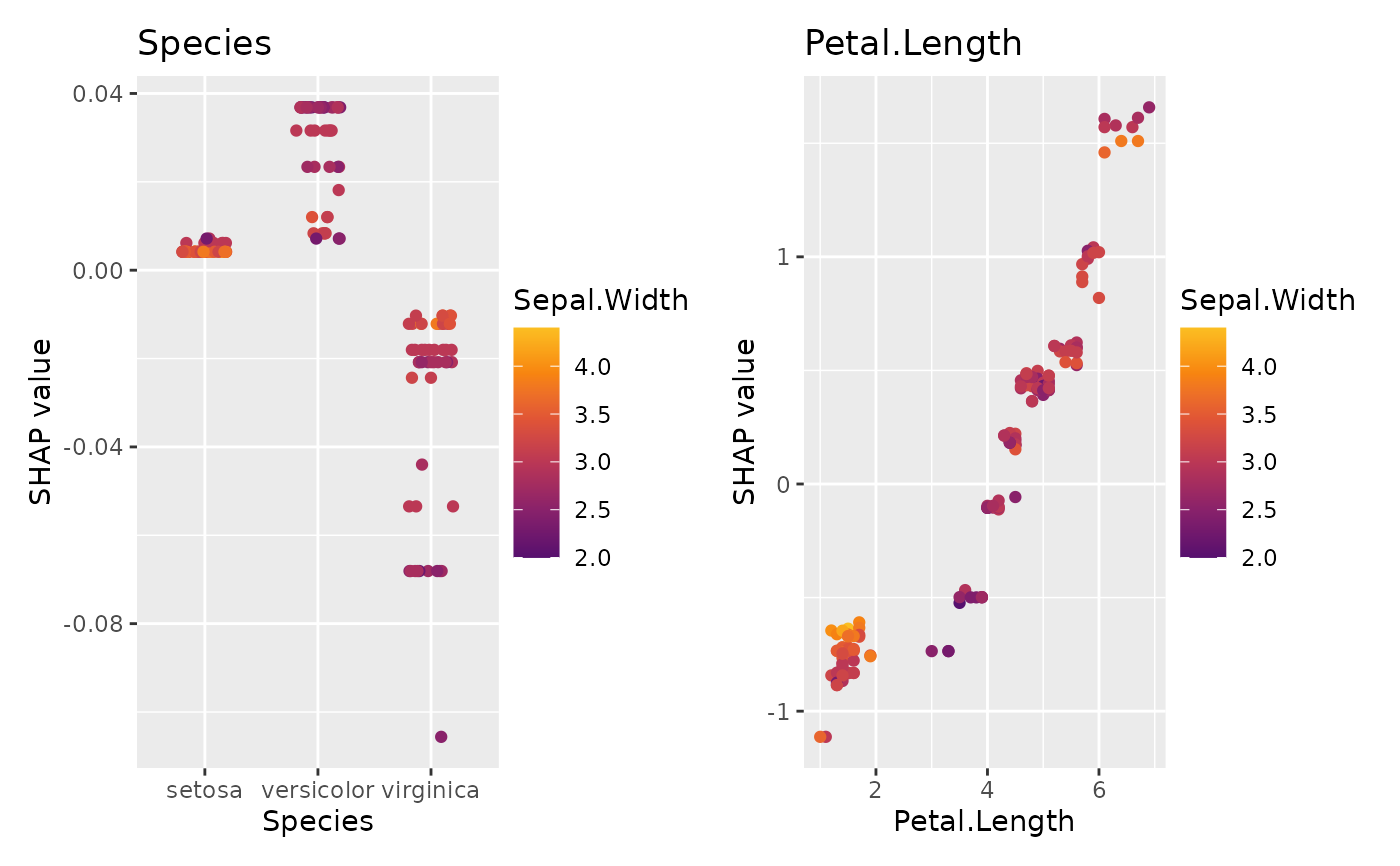 Species
0.04
0.00
-0.04
-0.08
SHAP value
setosa versicolor virginica
Species
Sepal.Width
4.0
3.5
3.0
2.5
2.0
Petal.Length
1
0
-1
SHAP value
2 4 6
Petal.Length
Sepal.Width
4.0
3.5
3.0
2.5
2.0